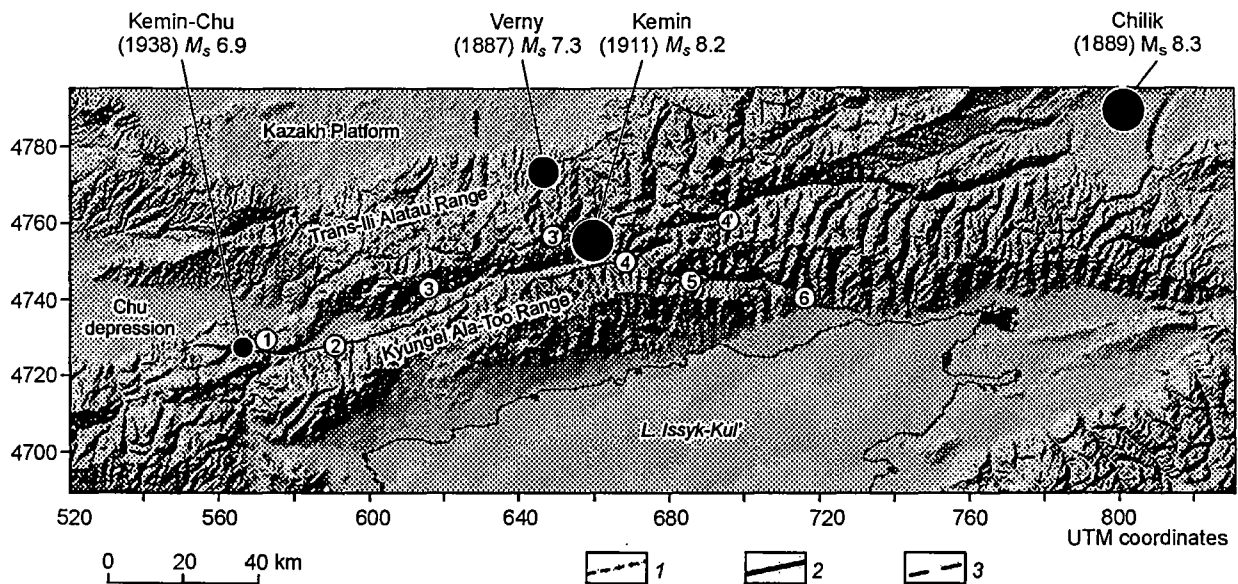 Kemin-Chu
(1938) Ms 6.9
Verny
(1887) Ms 7.3
Kemin
(1911) Ms 8.2
Chilik
(1889) Ms 8.3
Kazakh Platform
Trans-Ili Alatau Range
Chu
depression
Kyungei Ala-Too Range
L. Issyk-Kul'
1
2
3
3'
4
4'
5
6
4780
4760
4740
4720
4700
520
560
600
640
680
720
760
800
UTM coordinates
0 20 40 km
1
2
3